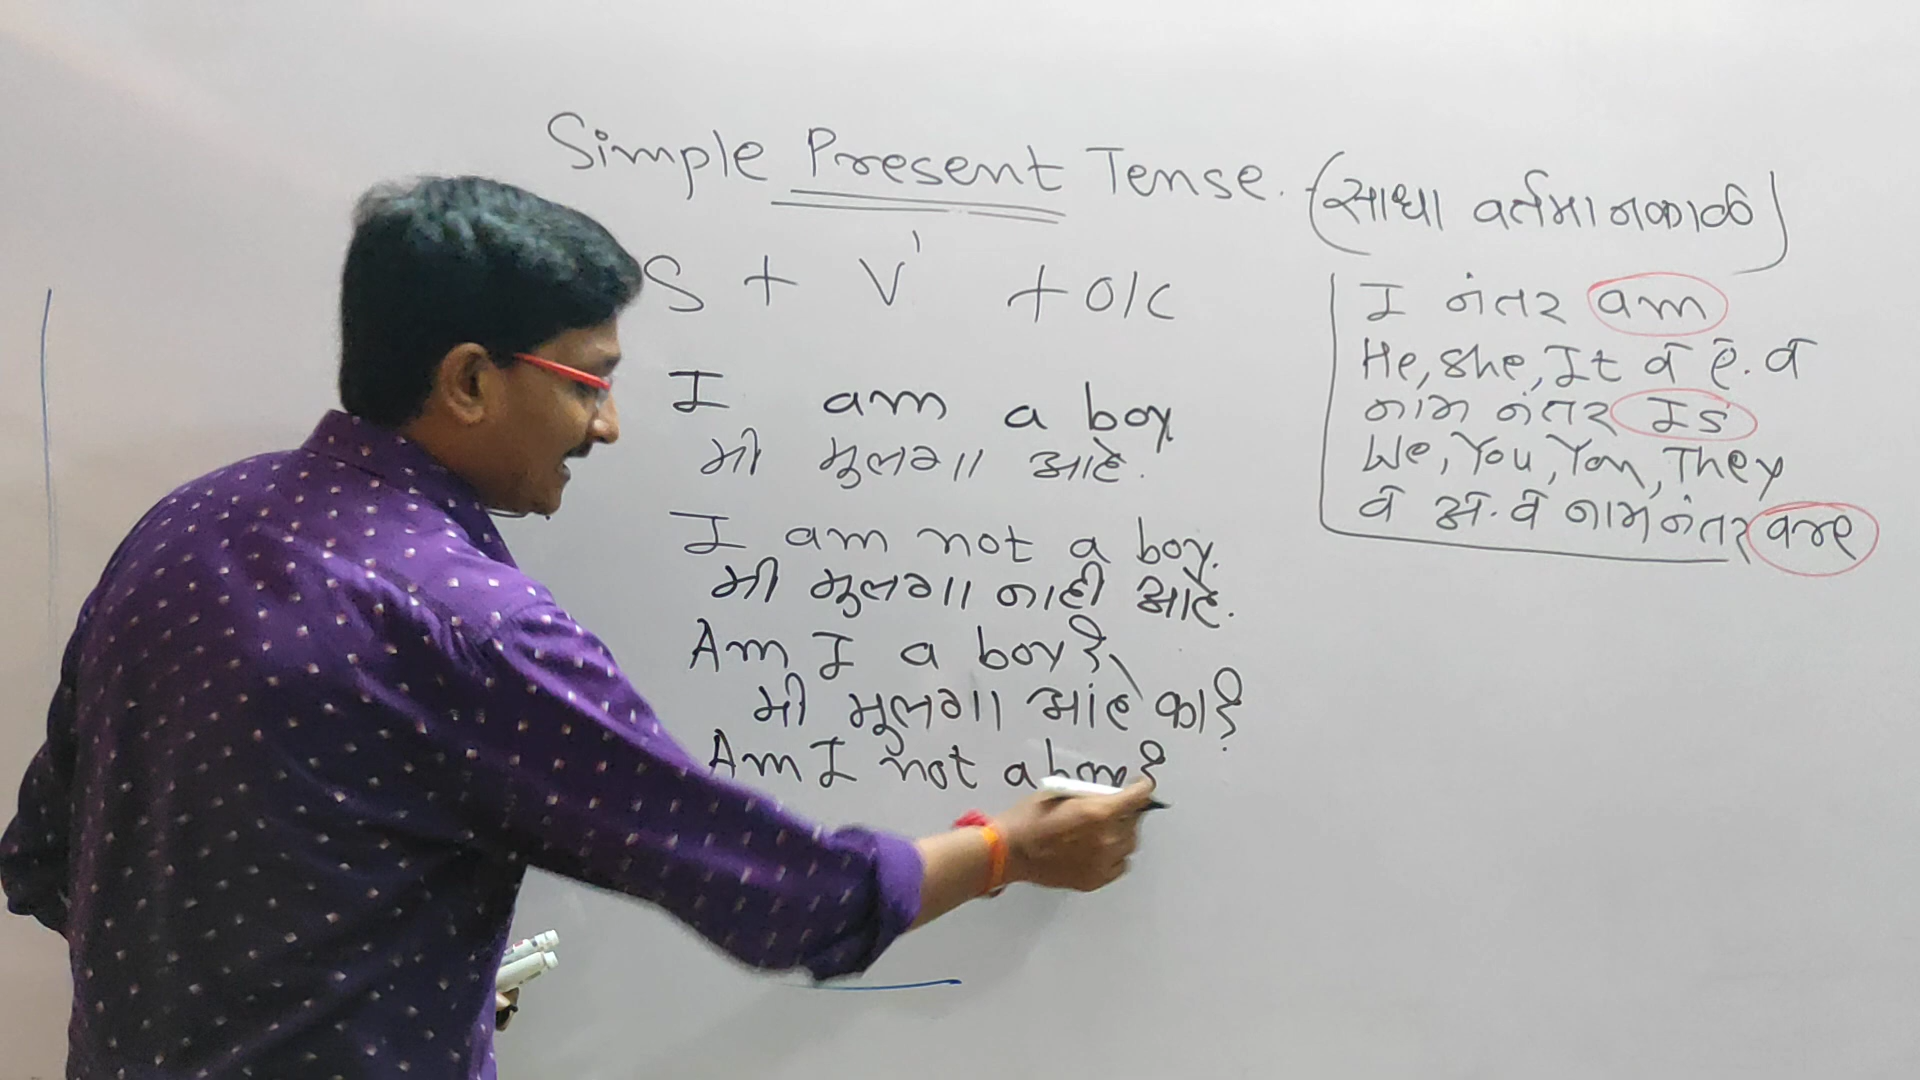 Simple Present Tense. (साधा वर्तमानकाळ)
S + V¹ + O/C
I am a boy
मी मुलगा आहे.
I am not a boy.
मी मुलगा नाही आहे.
Am I a boy?
मी मुलगा आहे का?
Am I not a boy?
I नंतर am
He, She, It व ए. व
नाम नंतर Is
We, You, You, They
व अ. व नाम नंतर are